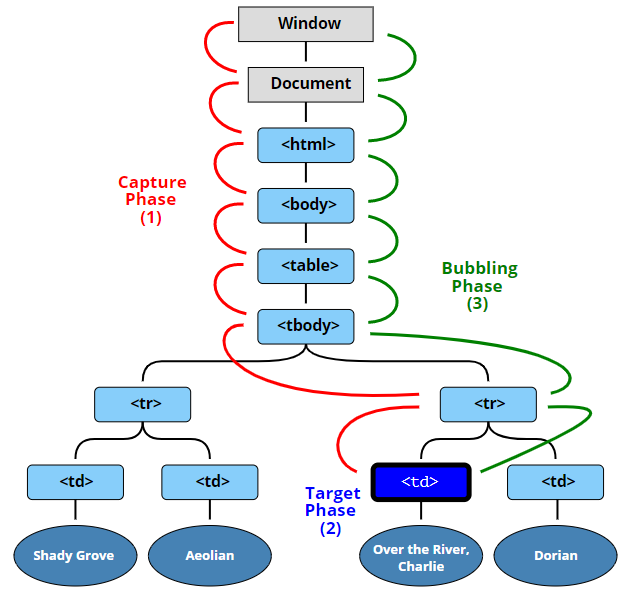 Window
Document
<html>
Capture
Phase
(1)
<body>
<table>
Bubbling
Phase
(3)
<tbody>
<tr>
<tr>
<td>
<td>
<td>
<td>
Target
Phase
(2)
Shady Grove
Aeolian
Over the River,
Charlie
Dorian